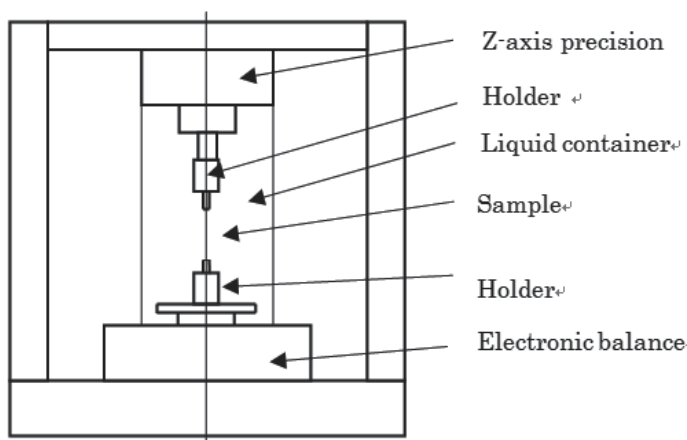 Z-axis precision
Holder ↵
Liquid container↵
Sample↵
Holder↵
Electronic balance↵